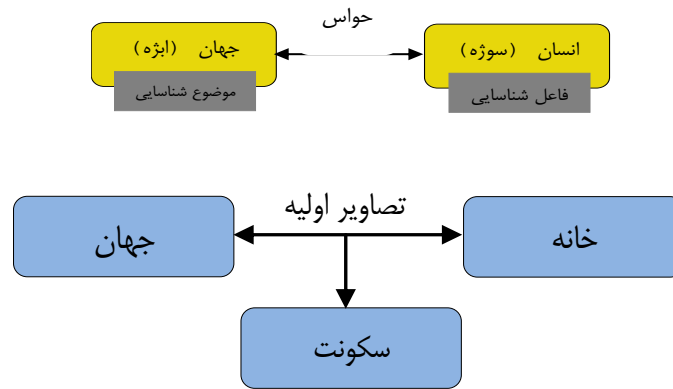 حواس
انسان (سوژه)
جهان (ابژه)
فاعل شناسایی
موضوع شناسایی
تصاویر اولیه
خانه
جهان
سکونت